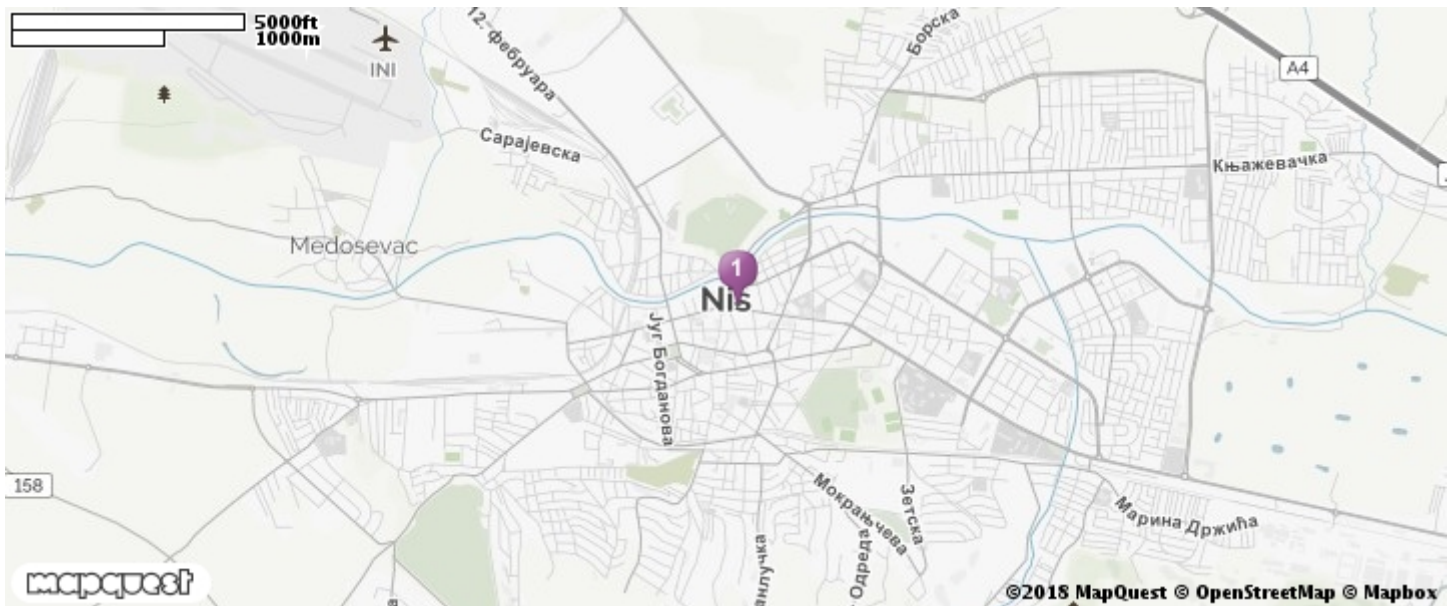 5000ft
1000m
INI
12. фебруара
Борска
A4
Сарајевска
Књажевачка
Medosevac
1
Nis
Југ Богданова
158
Мокрањчева
Зетска
Марина Држића
Одреда
mapquest
©2018 MapQuest © OpenStreetMap © Mapbox